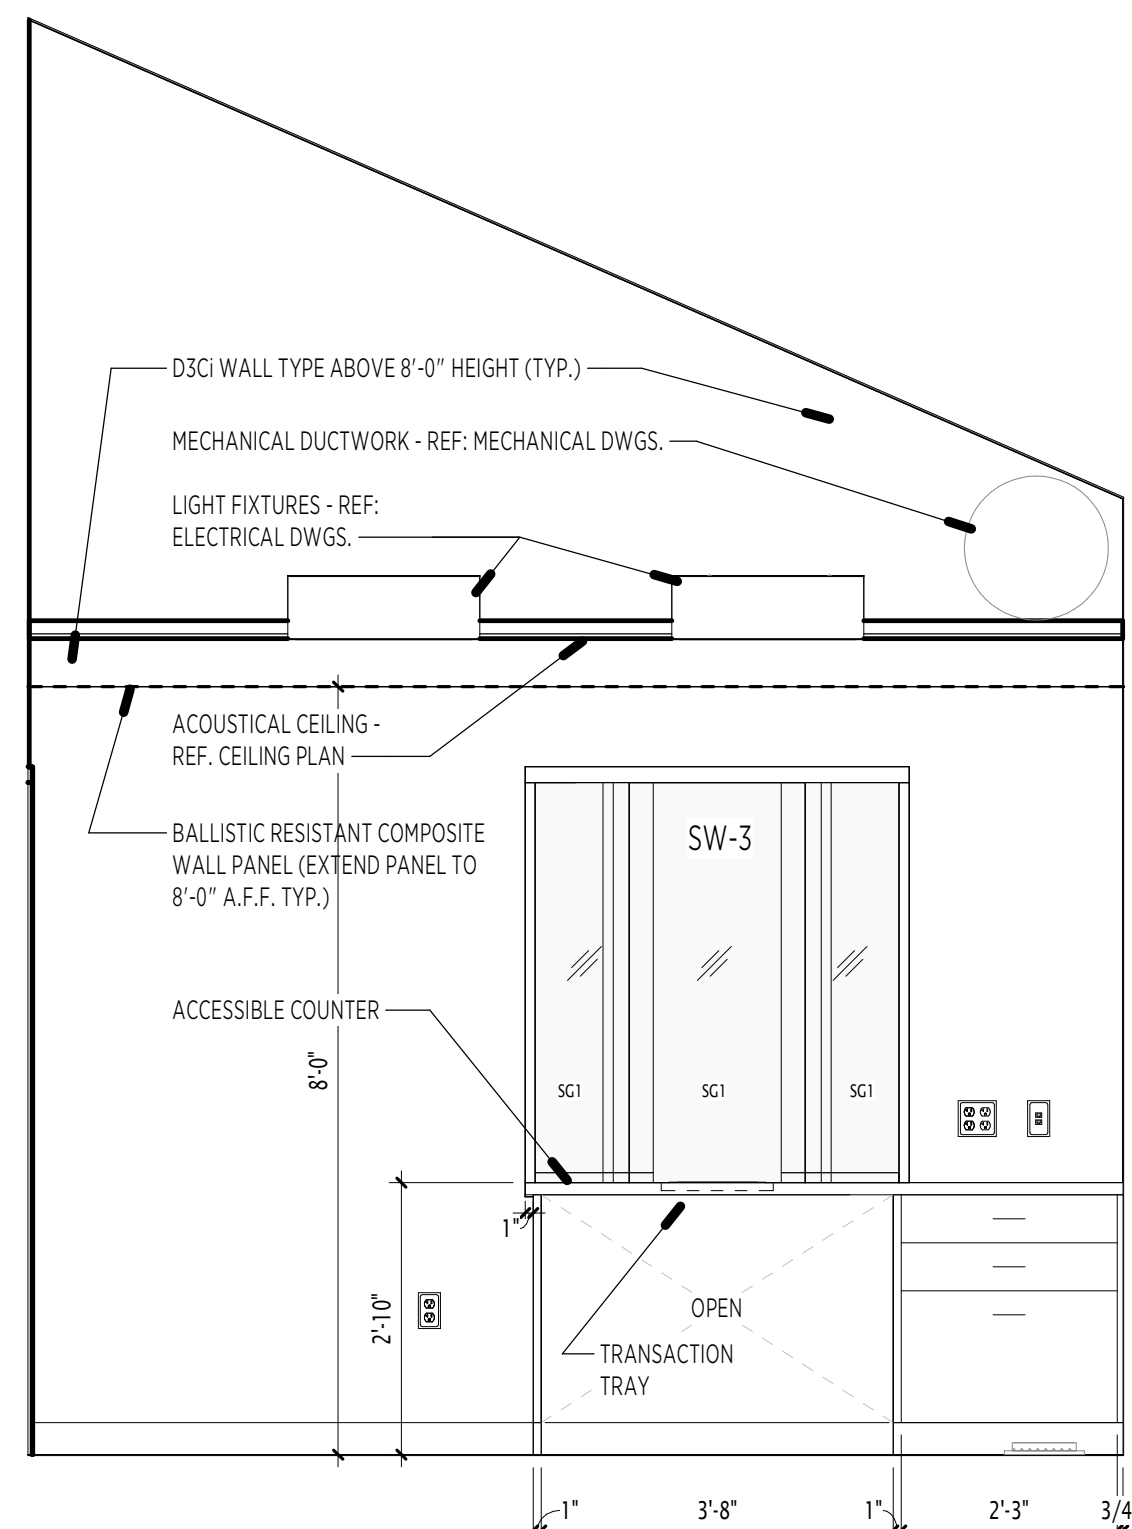 D3Ci WALL TYPE ABOVE 8'-0" HEIGHT (TYP.)
MECHANICAL DUCTWORK - REF: MECHANICAL DWGS.
LIGHT FIXTURES - REF:
ELECTRICAL DWGS.
ACOUSTICAL CEILING -
REF. CEILING PLAN
BALLISTIC RESISTANT COMPOSITE
WALL PANEL (EXTEND PANEL TO
8'-0" A.F.F. TYP.)
SW-3
ACCESSIBLE COUNTER
8'-0"
SG1
SG1
SG1
1"
2'-10"
OPEN
TRANSACTION
TRAY
1"
3'-8"
1"
2'-3"
3/4